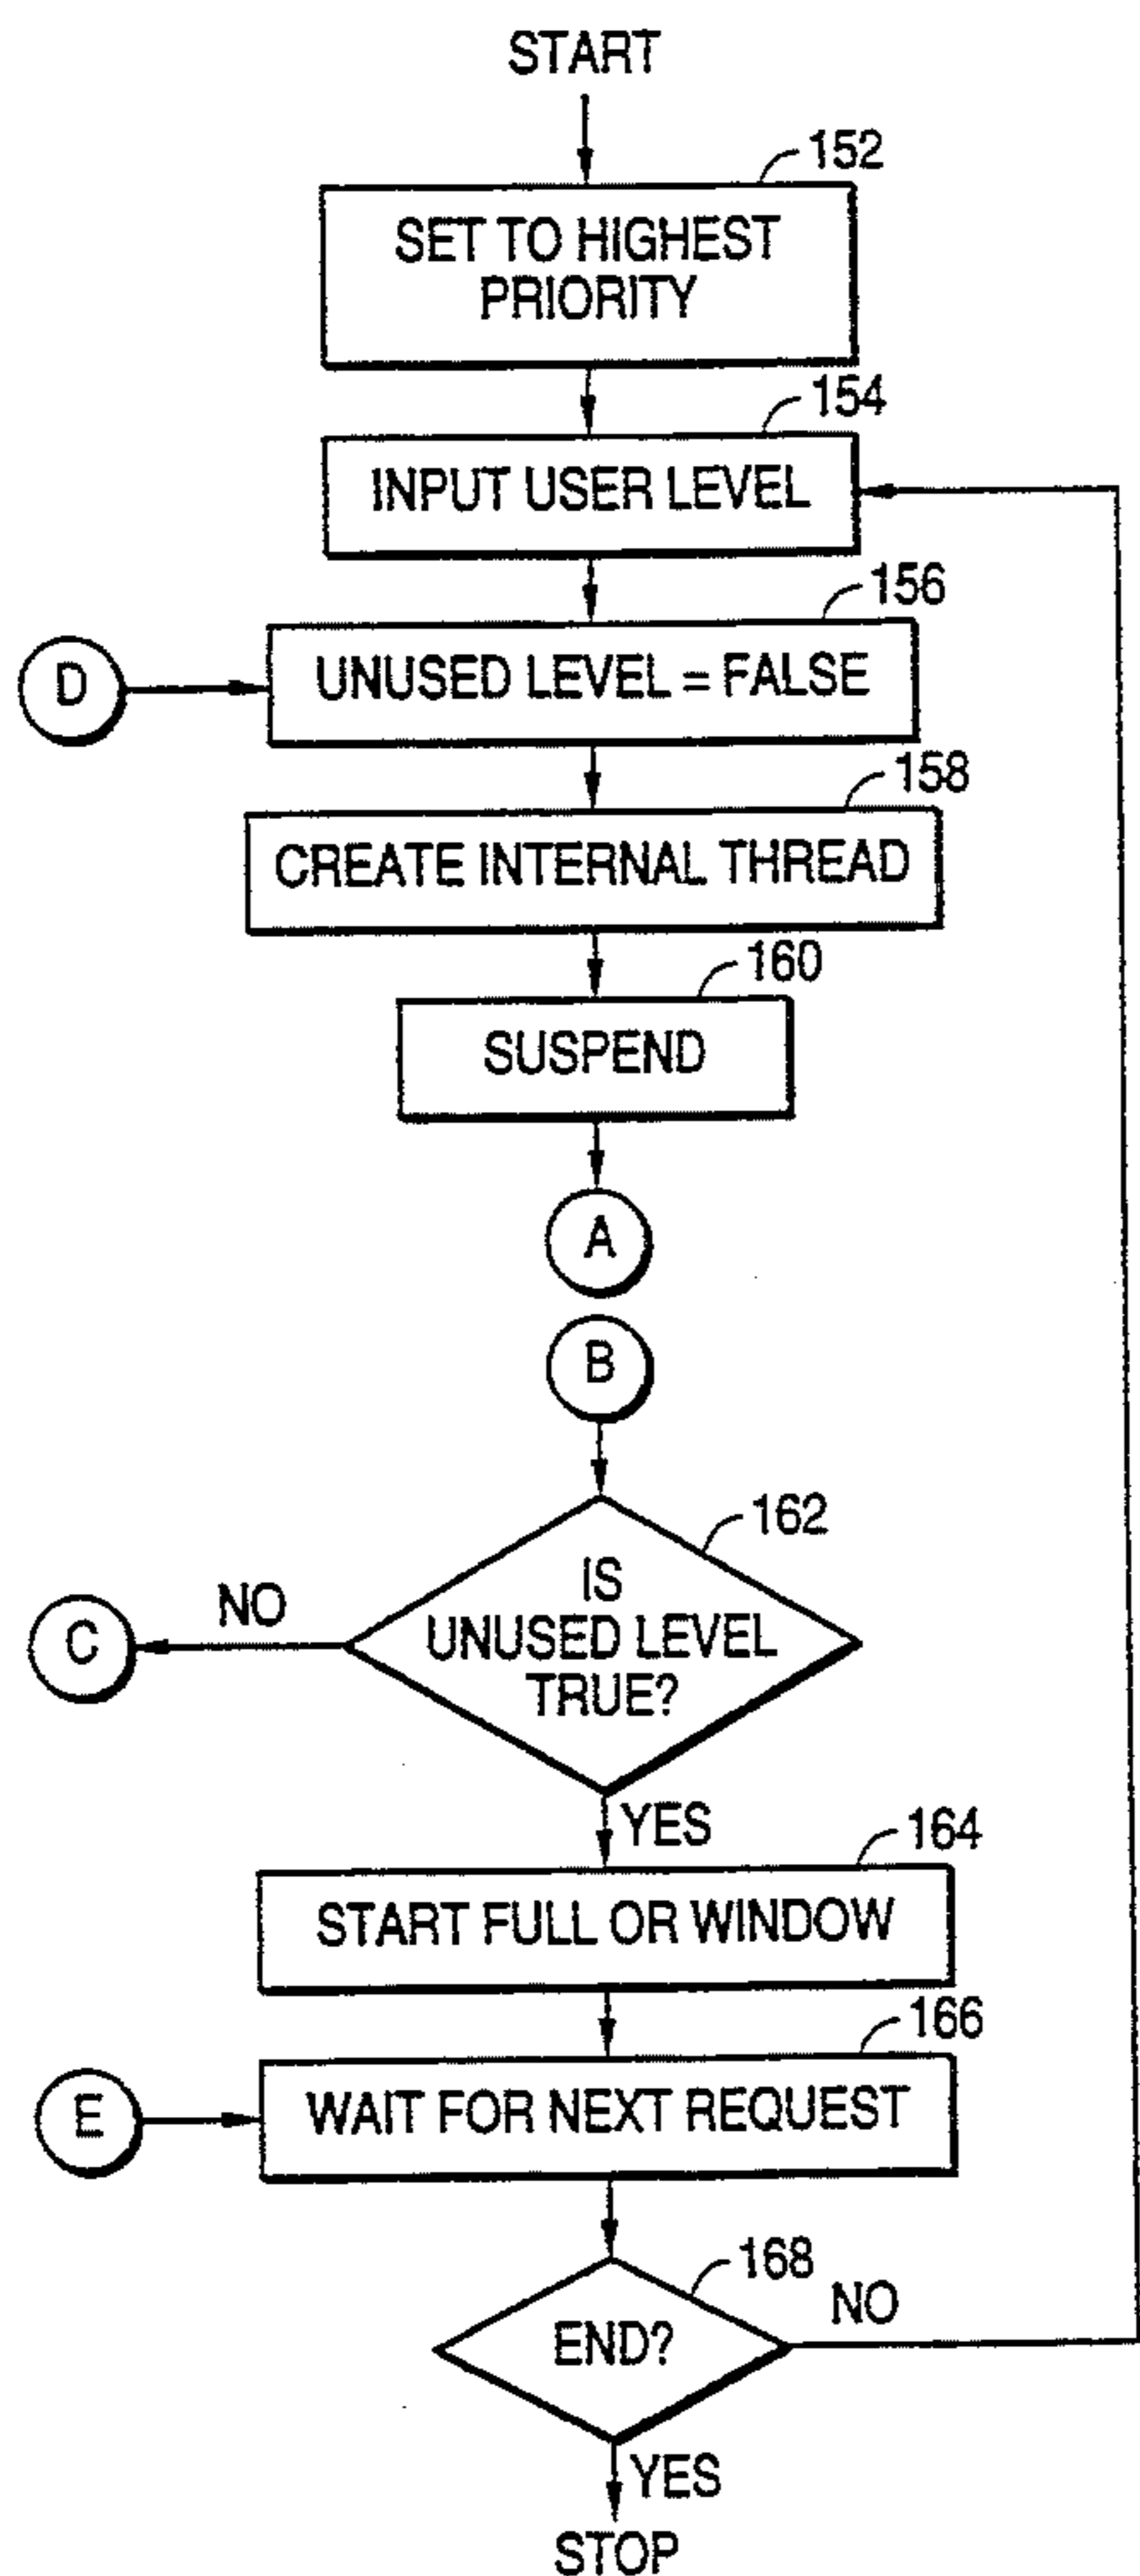 START
152
SET TO HIGHEST
PRIORITY
154
INPUT USER LEVEL
156
D
UNUSED LEVEL = FALSE
158
CREATE INTERNAL THREAD
160
SUSPEND
A
B
162
IS
UNUSED LEVEL
TRUE?
NO
C
YES
164
START FULL OR WINDOW
166
E
WAIT FOR NEXT REQUEST
168
END?
NO
YES
STOP